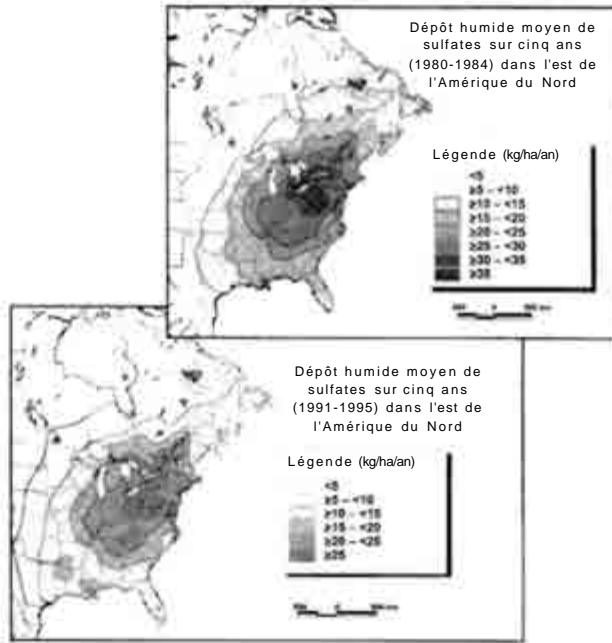 Dépôt humide moyen de
sulfates sur cinq ans
(1980-1984) dans l'est de
l'Amérique du Nord
Légende (kg/ha/an)
<5
≥5 – <10
≥10 – <15
≥15 – <20
≥20 – <25
≥25 – <30
≥30 – <35
≥35
Dépôt humide moyen de
sulfates sur cinq ans
(1991-1995) dans l'est de
l'Amérique du Nord
Légende (kg/ha/an)
<5
≥5 – <10
≥10 – <15
≥15 – <20
≥20 – <25
≥25